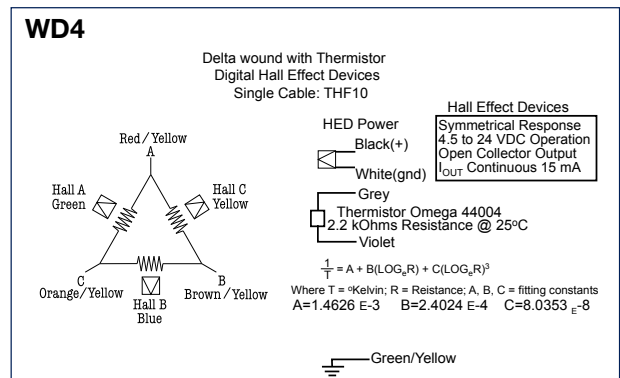 WD4
Delta wound with Thermistor
Digital Hall Effect Devices
Single Cable: THF10
Red/Yellow
A
Hall A
Green
Hall C
Yellow
C
Orange/Yellow
Hall B
Blue
B
Brown/Yellow
HED Power
Black(+)
White(gnd)
Hall Effect Devices
Symmetrical Response
4.5 to 24 VDC Operation
Open Collector Output
IOUT Continuous 15 mA
Grey
Thermistor Omega 44004
2.2 kOhms Resistance @ 25°C
Violet
1/T = A + B(LOGeR) + C(LOGeR)³
Where T = °Kelvin; R = Reistance; A, B, C = fitting constants
A=1.4626 E-3 B=2.4024 E-4 C=8.0353 E-8
Green/Yellow